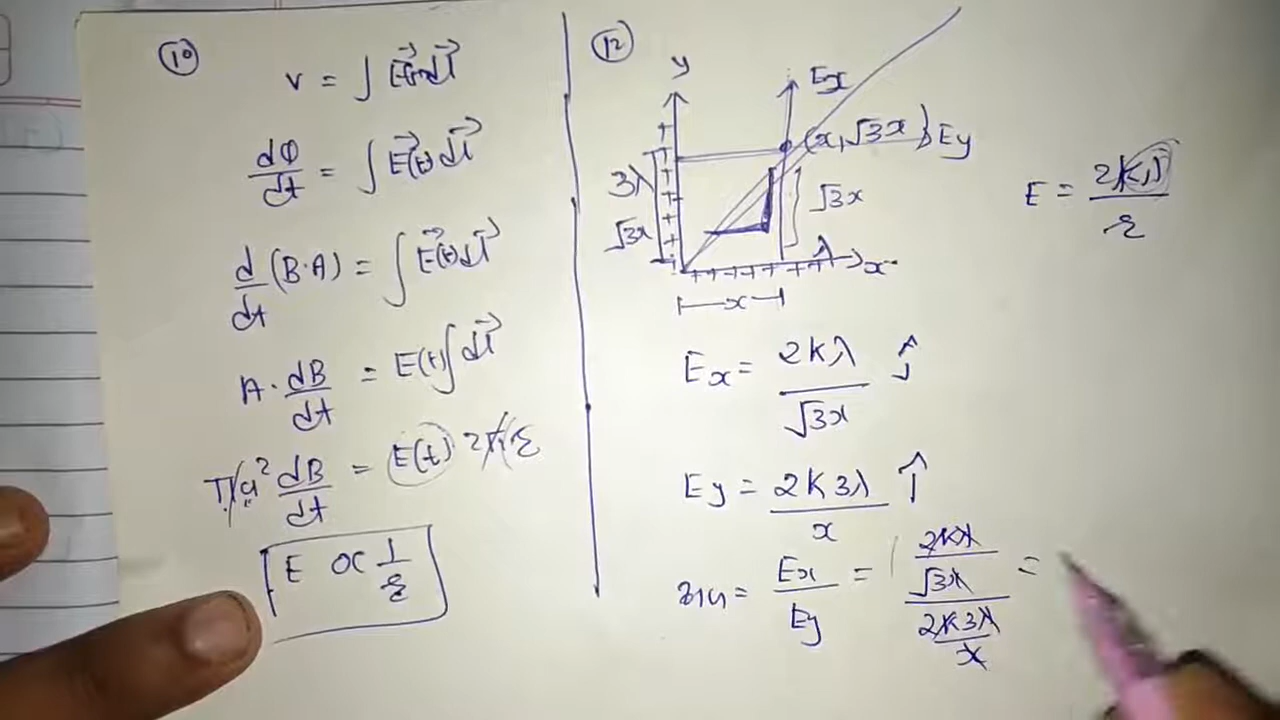 10
V = ∫ E(r)·dl
dΦ/dt = ∫ E(t) dl
d/dt (B·A) = ∫ E(t) dl
A · dB/dt = E(t) ∫ dl
πa² dB/dt = E(t) 2πr
E ∝ 1/r
12
y
Ex
(x, √3x) Ey
3λ
√3x
√3x
λ
x
x
E = 2kλ/r
Ex = 2kλ/√3x ĵ
Ey = 2k3λ/x î
= Ex/Ey = (2kλ/√3x)/(2k3λ/x) =